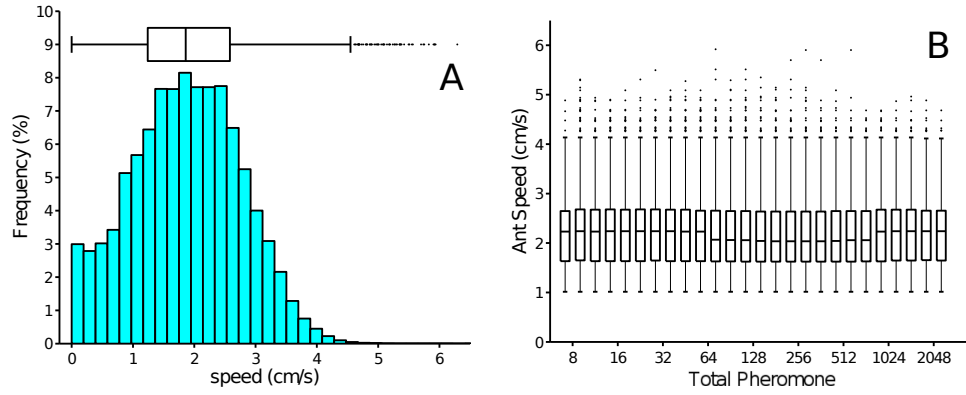 10
9
8
7
6
5
4
3
2
1
0
Frequency (%)
A
0 1 2 3 4 5 6
speed (cm/s)
B
6
5
4
3
2
1
0
Ant Speed (cm/s)
8 16 32 64 128 256 512 1024 2048
Total Pheromone